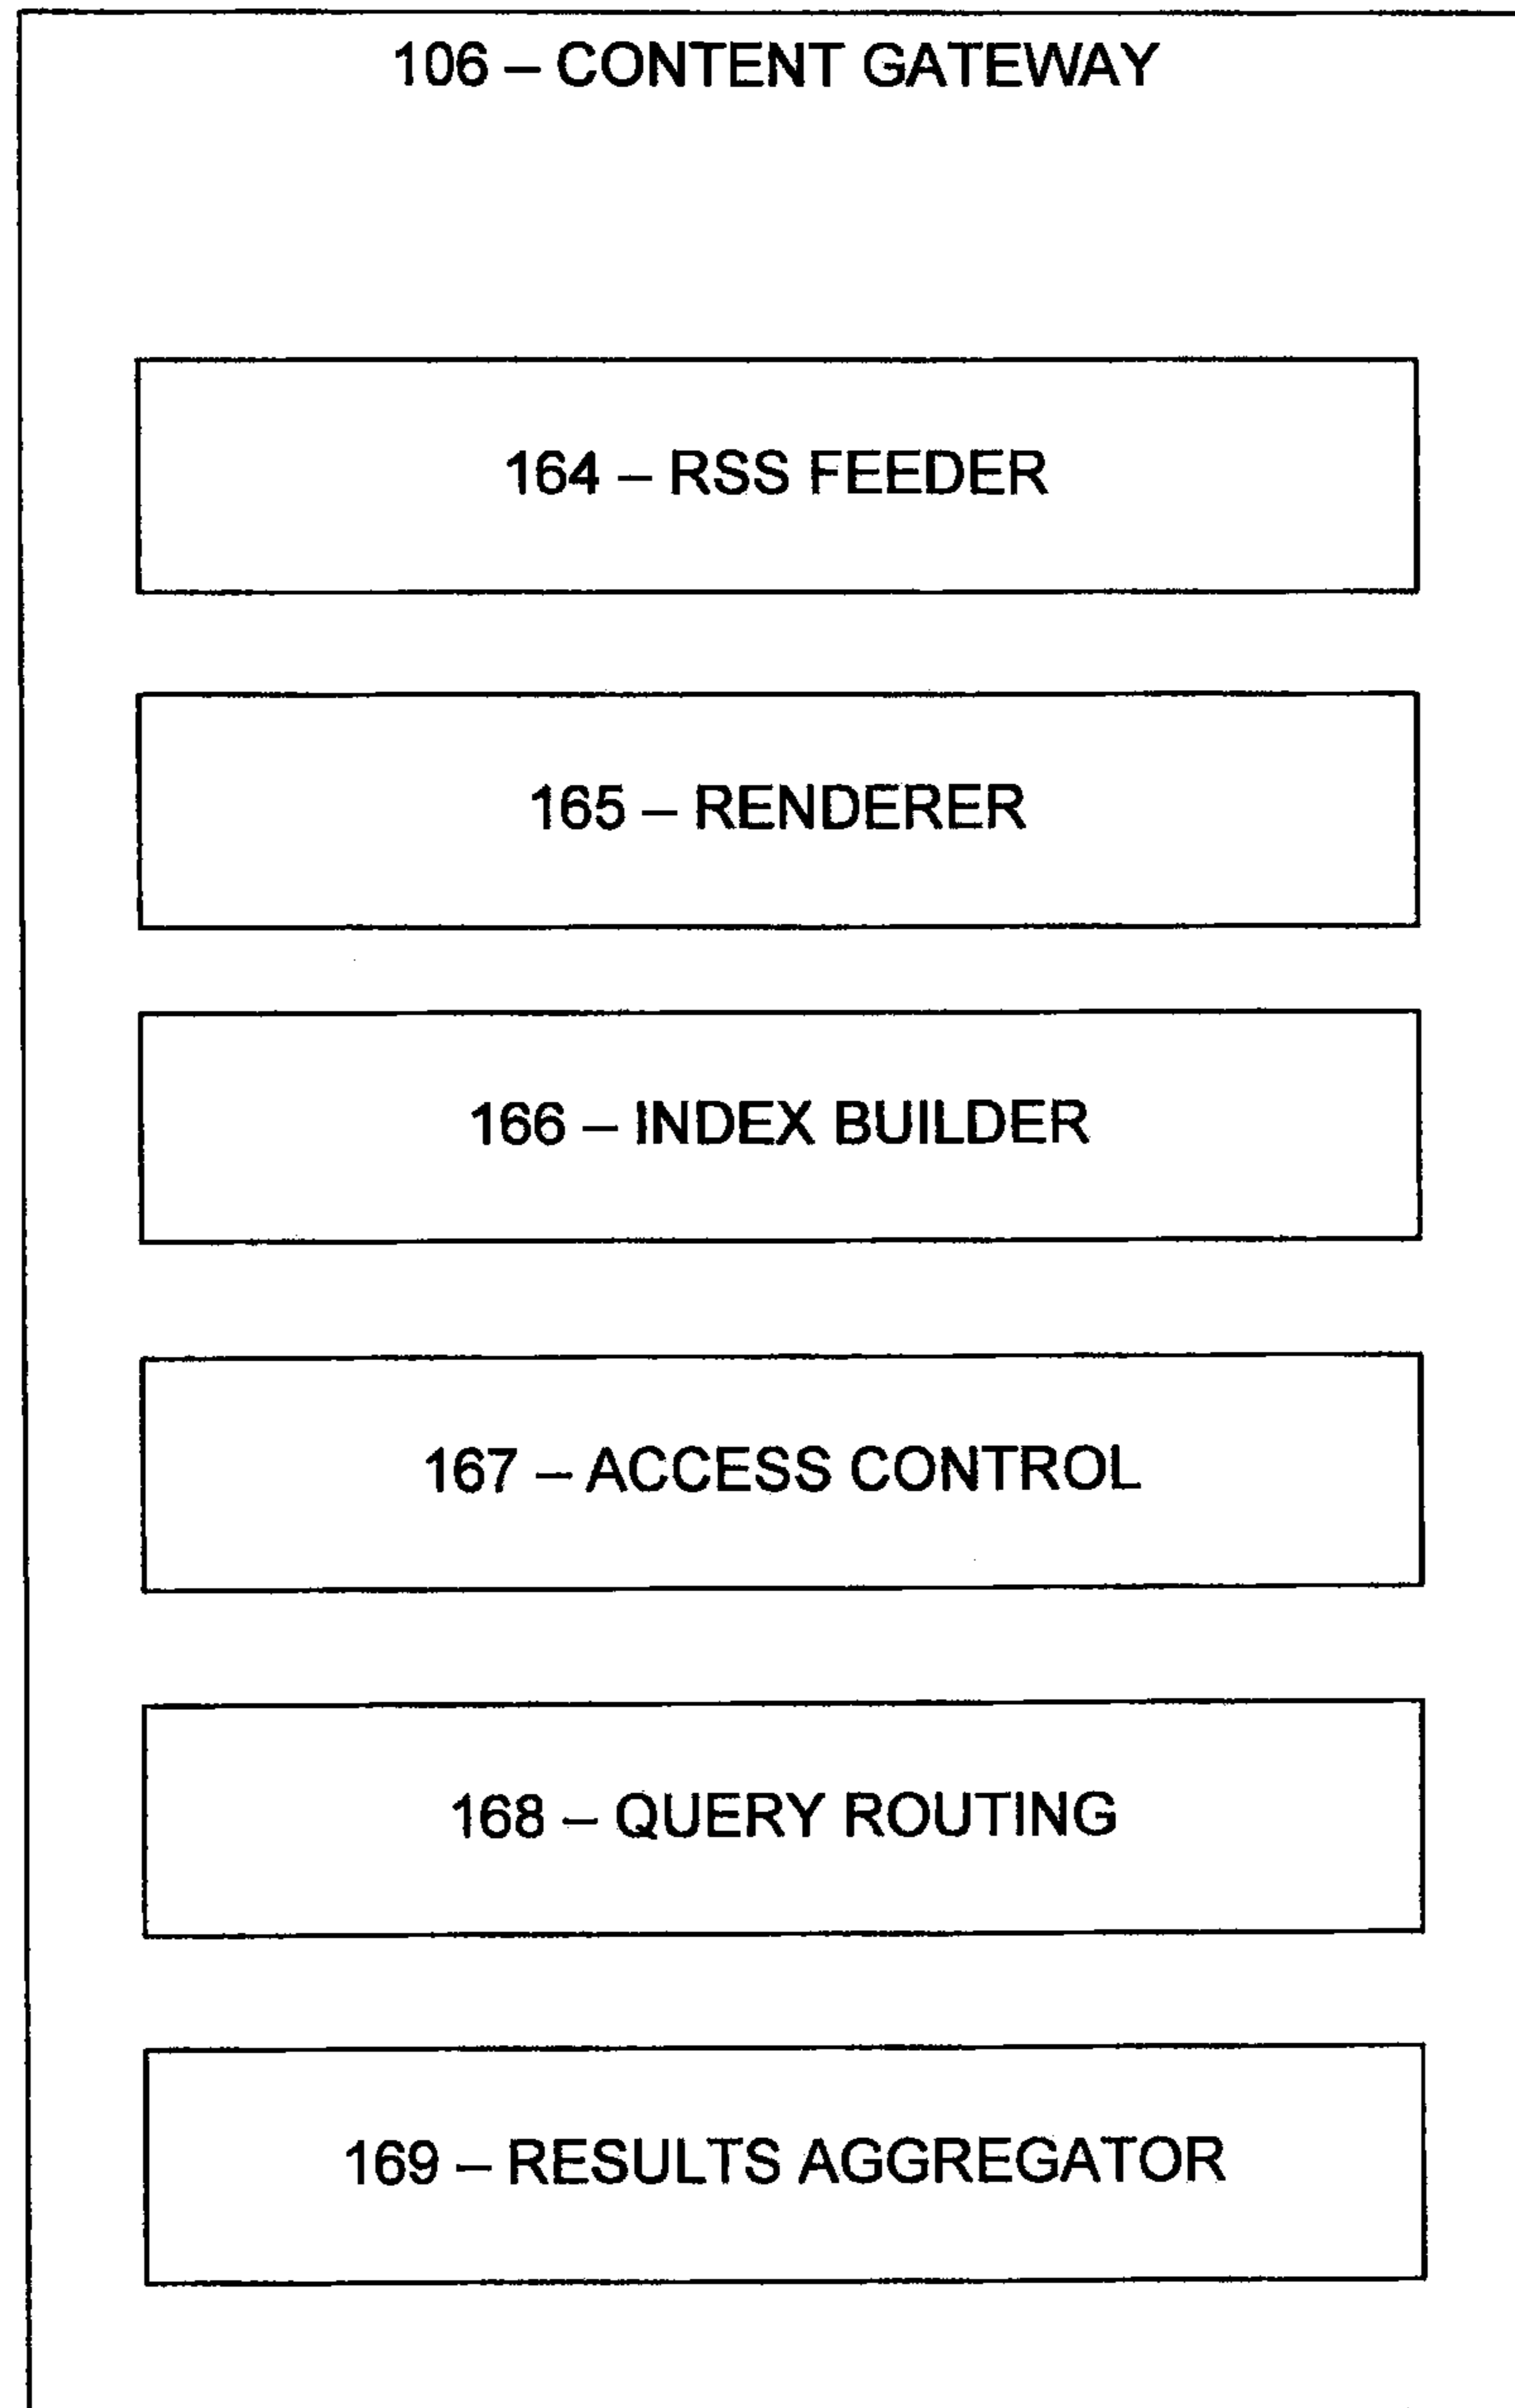 106 – CONTENT GATEWAY
164 – RSS FEEDER
165 – RENDERER
166 – INDEX BUILDER
167 – ACCESS CONTROL
168 – QUERY ROUTING
169 – RESULTS AGGREGATOR